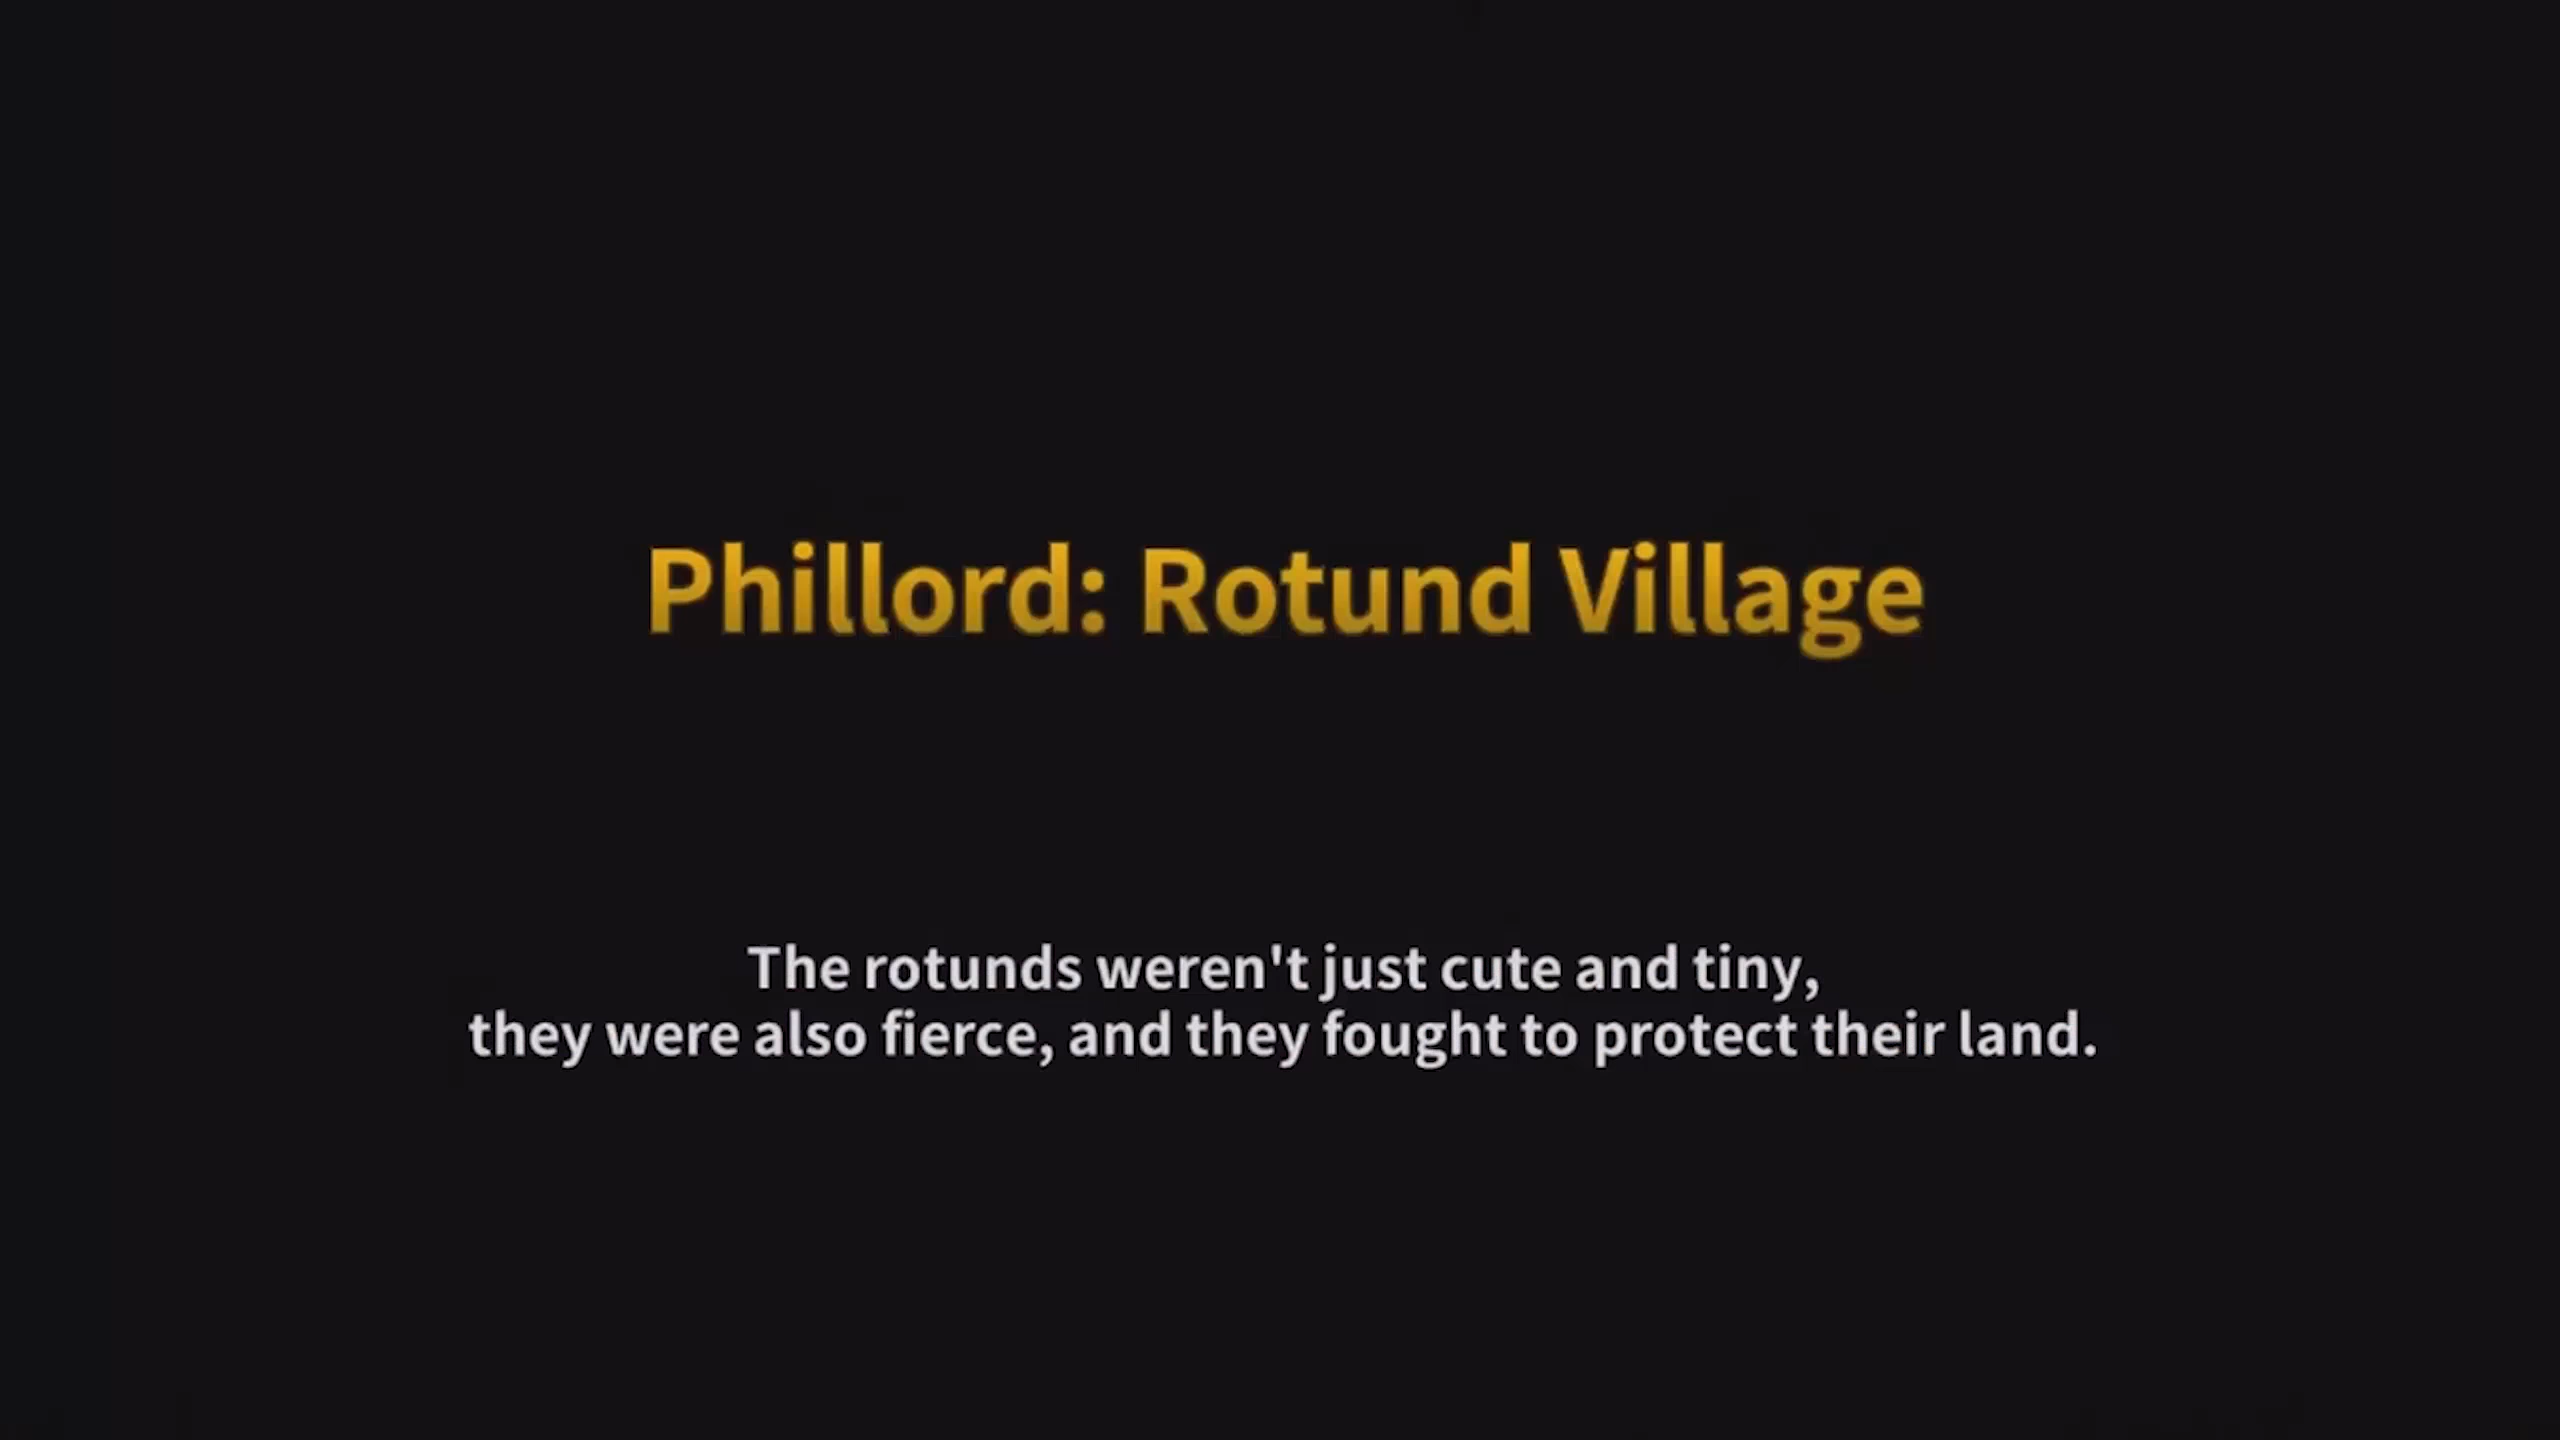 Phillord: Rotund Village
The rotunds weren't just cute and tiny,
they were also fierce, and they fought to protect their land.